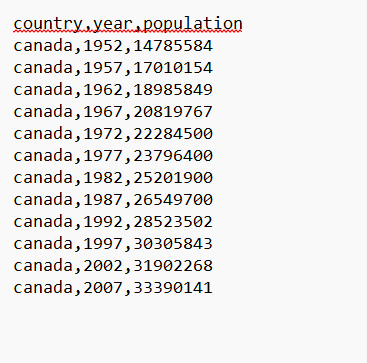 country,year,population
canada,1952,14785584
canada,1957,17010154
canada,1962,18985849
canada,1967,20819767
canada,1972,22284500
canada,1977,23796400
canada,1982,25201900
canada,1987,26549700
canada,1992,28523502
canada,1997,30305843
canada,2002,31902268
canada,2007,33390141